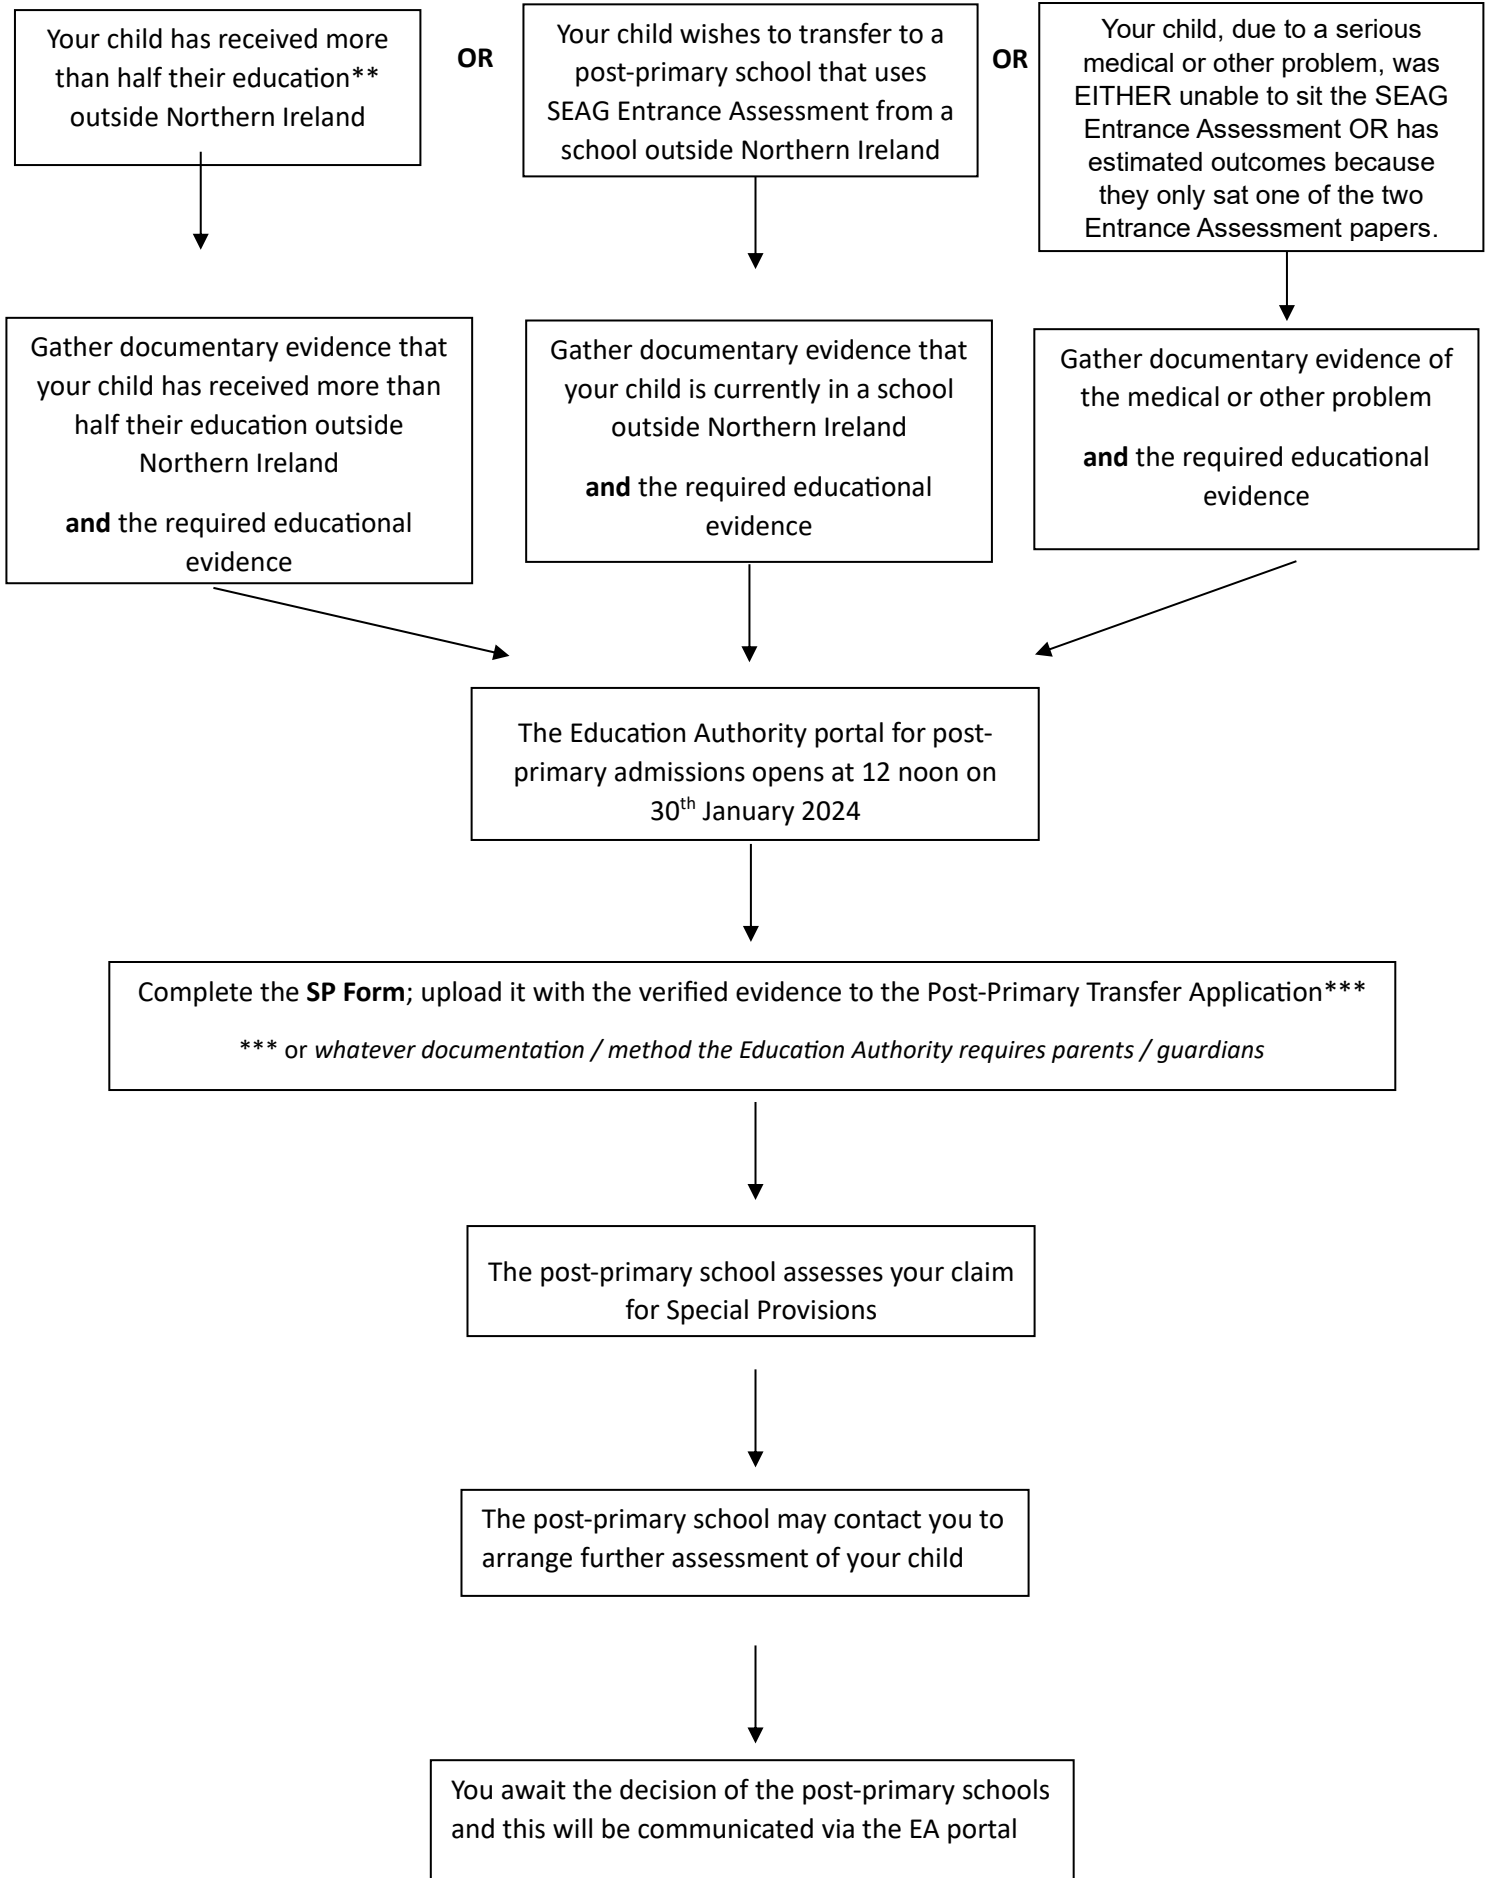 Your child has received more
than half their education**
outside Northern Ireland
OR
Your child wishes to transfer to a
post-primary school that uses
SEAG Entrance Assessment from a
school outside Northern Ireland
OR
Your child, due to a serious
medical or other problem, was
EITHER unable to sit the SEAG
Entrance Assessment OR has
estimated outcomes because
they only sat one of the two
Entrance Assessment papers.
Gather documentary evidence that
your child has received more than
half their education outside
Northern Ireland
and the required educational
evidence
Gather documentary evidence that
your child is currently in a school
outside Northern Ireland
and the required educational
evidence
Gather documentary evidence of
the medical or other problem
and the required educational
evidence
The Education Authority portal for post-
primary admissions opens at 12 noon on
30th January 2024
Complete the SP Form; upload it with the verified evidence to the Post-Primary Transfer Application***
*** or whatever documentation / method the Education Authority requires parents / guardians
The post-primary school assesses your claim
for Special Provisions
The post-primary school may contact you to
arrange further assessment of your child
You await the decision of the post-primary schools
and this will be communicated via the EA portal